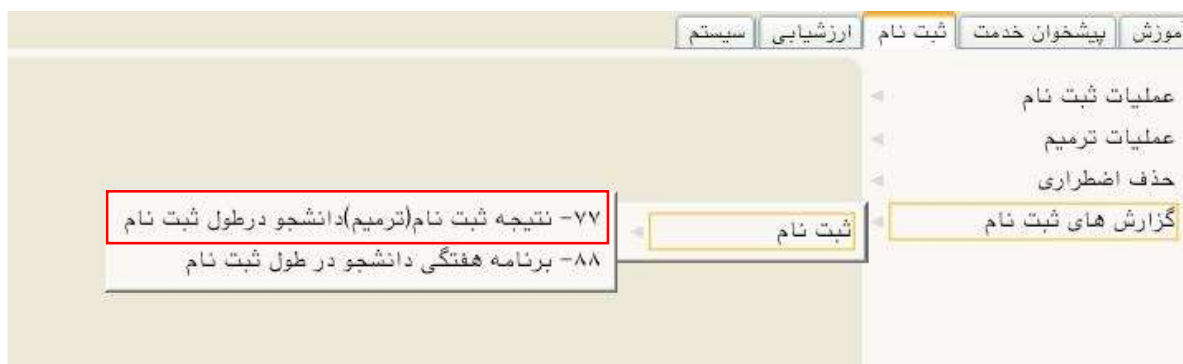 موزش پیشخوان خدمت ثبت نام ارزشیابی سیستم
عملیات ثبت نام
عملیات ترمیم
حذف اضطراری
گزارش های ثبت نام
ثبت نام
۷۷- نتیجه ثبت نام(ترمیم)دانشجو درطول ثبت نام
۸۸- برنامه هفتگی دانشجو در طول ثبت نام